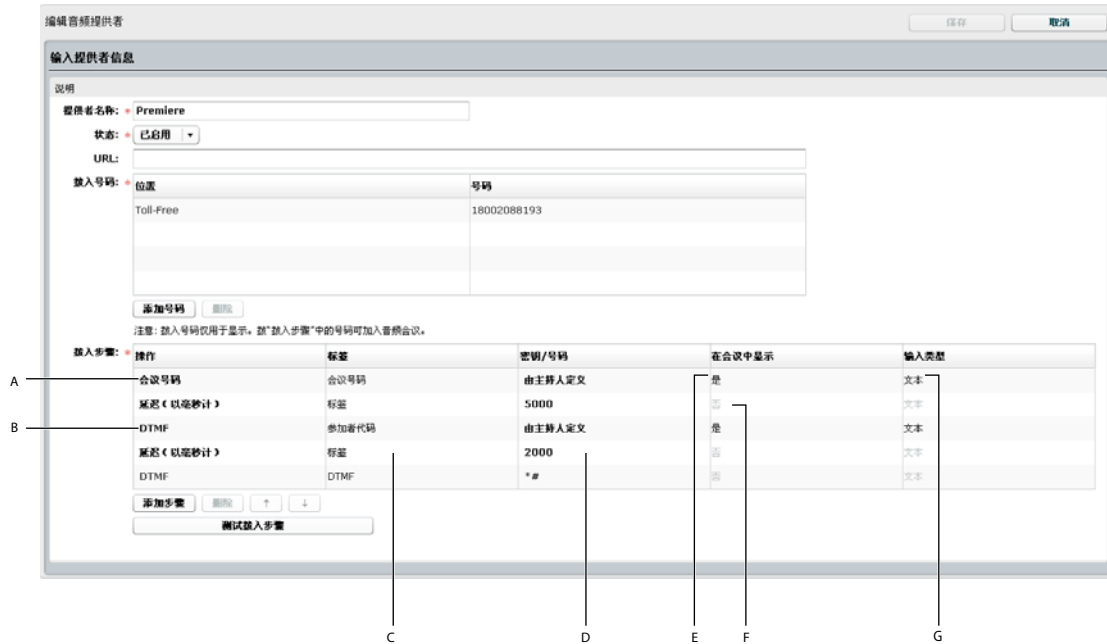 编辑音频提供者 保存 取消
输入提供者信息
说明
提供者名称: * Premiere
状态: * 已启用
URL:
拨入号码: * 位置 号码
Toll-Free 18002088193
添加号码 删除
注意: 拨入号码仅用于显示。拨"拨入步骤"中的号码可加入音频会议。
拨入步骤: * 操作 标签 密钥/号码 在会议中显示 输入类型
A 会议号码 会议号码 由主持人定义 是 文本
延迟(以毫秒计) 标签 5000 否 文本
B DTMF 参加者代码 由主持人定义 是 文本
延迟(以毫秒计) 标签 2000 否 文本
DTMF DTMF *# 否 文本
添加步骤 删除 ↑ ↓
测试拨入步骤
C D E F G